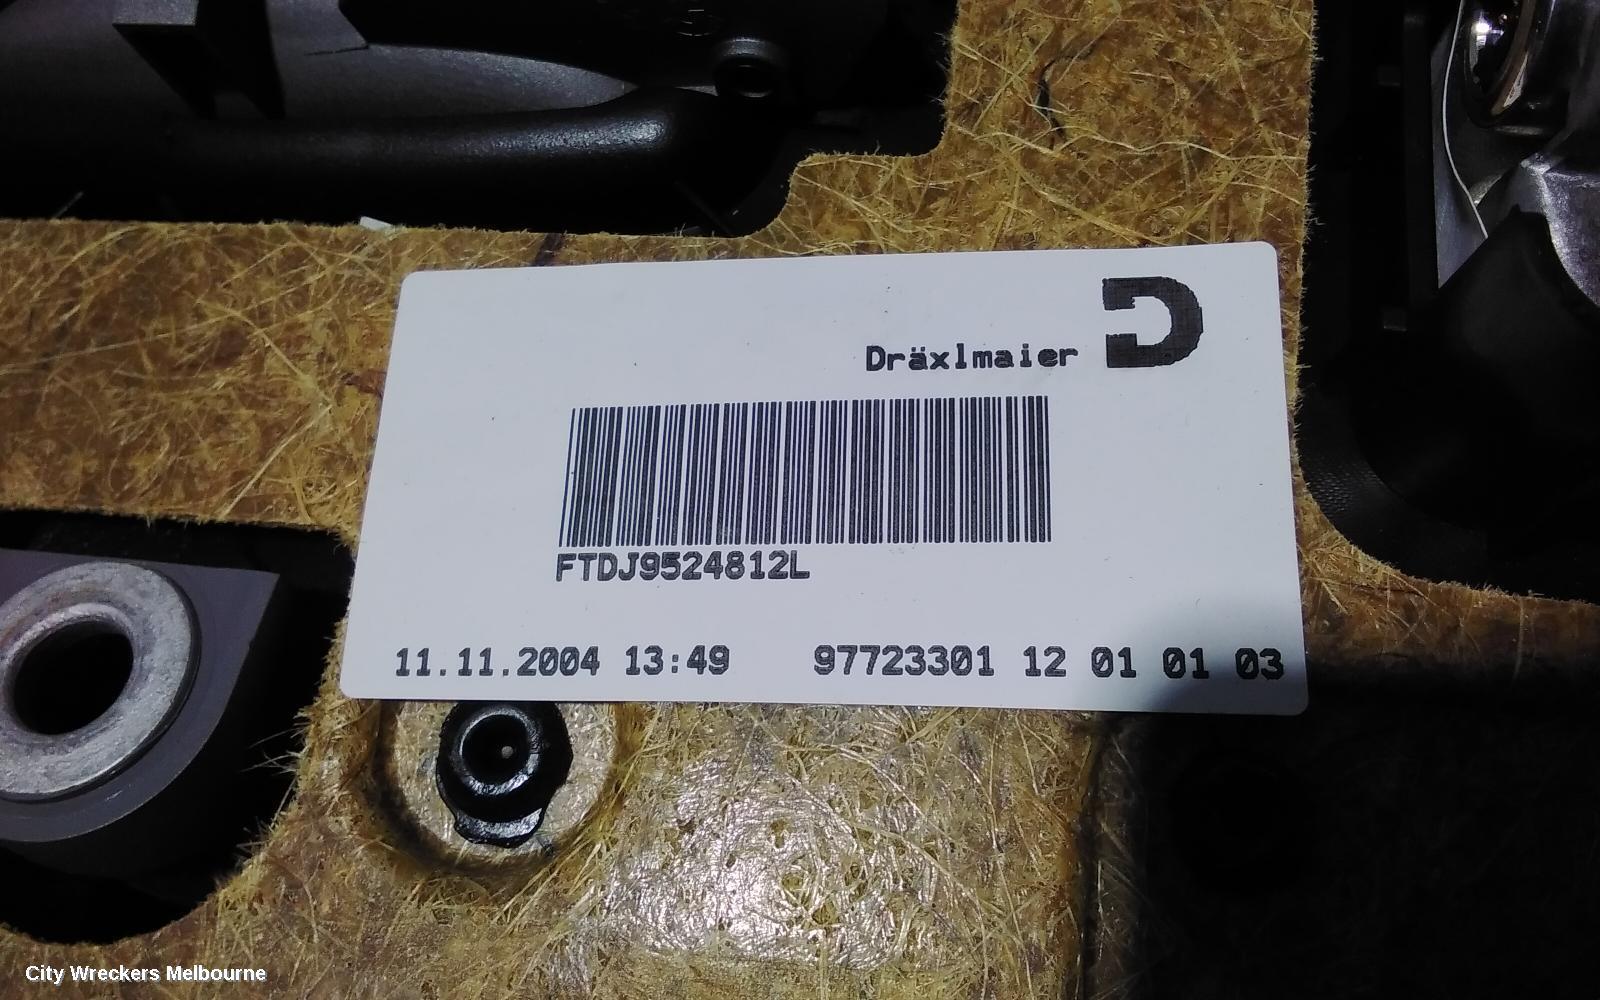 Dräxlmaier
FTDJ9524812L
11.11.2004 13:49 97723301 12 01 01 03
City Wreckers Melbourne